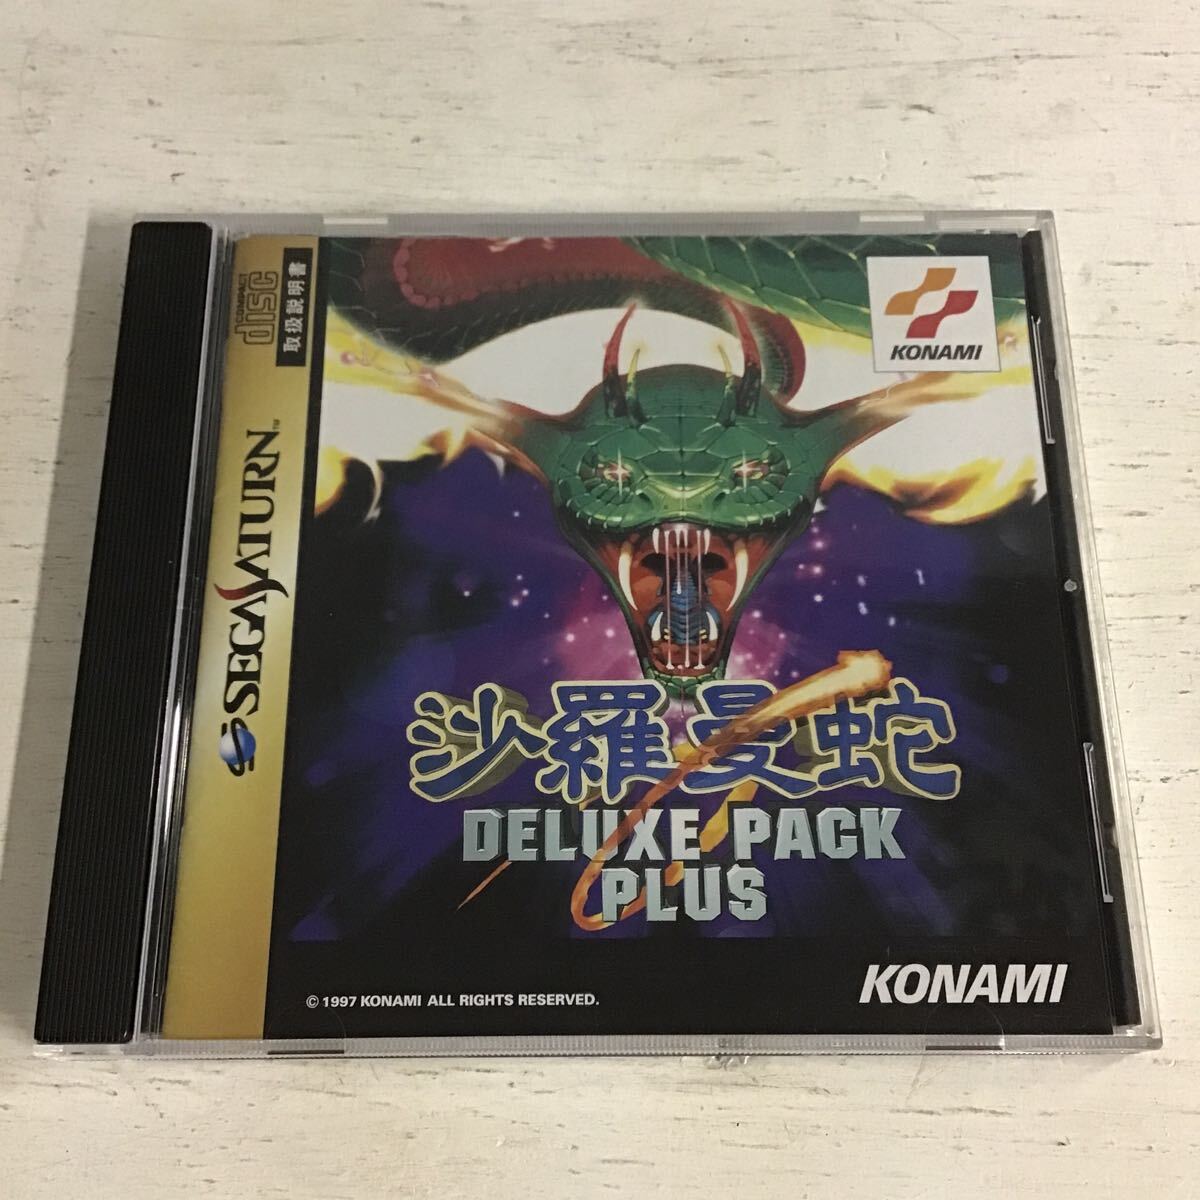 COMPACT
disc
取扱説明書
SEGA SATURN™
KONAMI
沙羅曼蛇
DELUXE PACK
PLUS
© 1997 KONAMI ALL RIGHTS RESERVED.
KONAMI